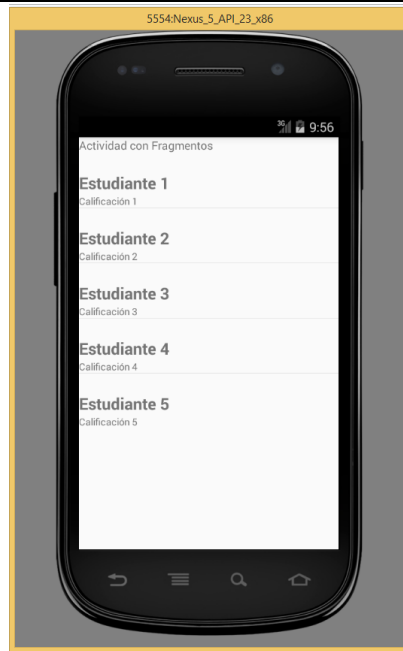 5554:Nexus_5_API_23_x86
3G 9:56
Actividad con Fragmentos
Estudiante 1
Calificación 1
Estudiante 2
Calificación 2
Estudiante 3
Calificación 3
Estudiante 4
Calificación 4
Estudiante 5
Calificación 5